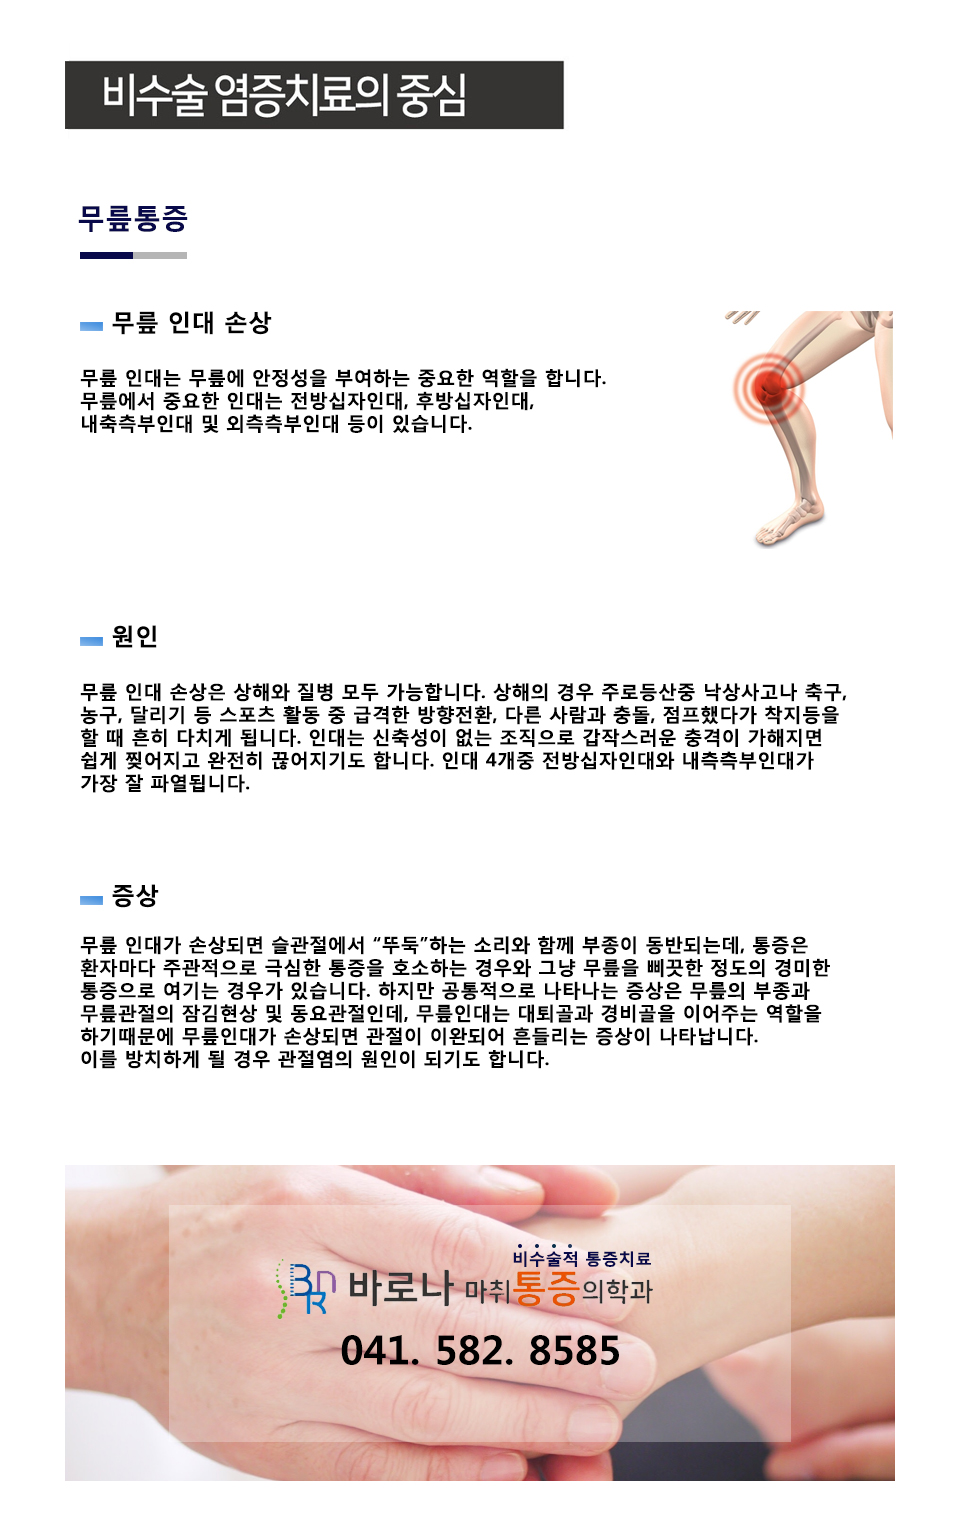 비수술 염증치료의 중심
무릎통증
무릎 인대 손상
무릎 인대는 무릎에 안정성을 부여하는 중요한 역할을 합니다.
무릎에서 중요한 인대는 전방십자인대, 후방십자인대,
내축측부인대 및 외측측부인대 등이 있습니다.
원인
무릎 인대 손상은 상해와 질병 모두 가능합니다. 상해의 경우 주로등산중 낙상사고나 축구,
농구, 달리기 등 스포츠 활동 중 급격한 방향전환, 다른 사람과 충돌, 점프했다가 착지등을
할 때 흔히 다치게 됩니다. 인대는 신축성이 없는 조직으로 갑작스러운 충격이 가해지면
쉽게 찢어지고 완전히 끊어지기도 합니다. 인대 4개중 전방십자인대와 내측측부인대가
가장 잘 파열됩니다.
증상
무릎 인대가 손상되면 슬관절에서 “뚜둑”하는 소리와 함께 부종이 동반되는데, 통증은
환자마다 주관적으로 극심한 통증을 호소하는 경우와 그냥 무릎을 삐끗한 정도의 경미한
통증으로 여기는 경우가 있습니다. 하지만 공통적으로 나타나는 증상은 무릎의 부종과
무릎관절의 잠김현상 및 동요관절인데, 무릎인대는 대퇴골과 경비골을 이어주는 역할을
하기때문에 무릎인대가 손상되면 관절이 이완되어 흔들리는 증상이 나타납니다.
이를 방치하게 될 경우 관절염의 원인이 되기도 합니다.
비수술적 통증치료
BRN 바로나 마취통증의학과
041. 582. 8585